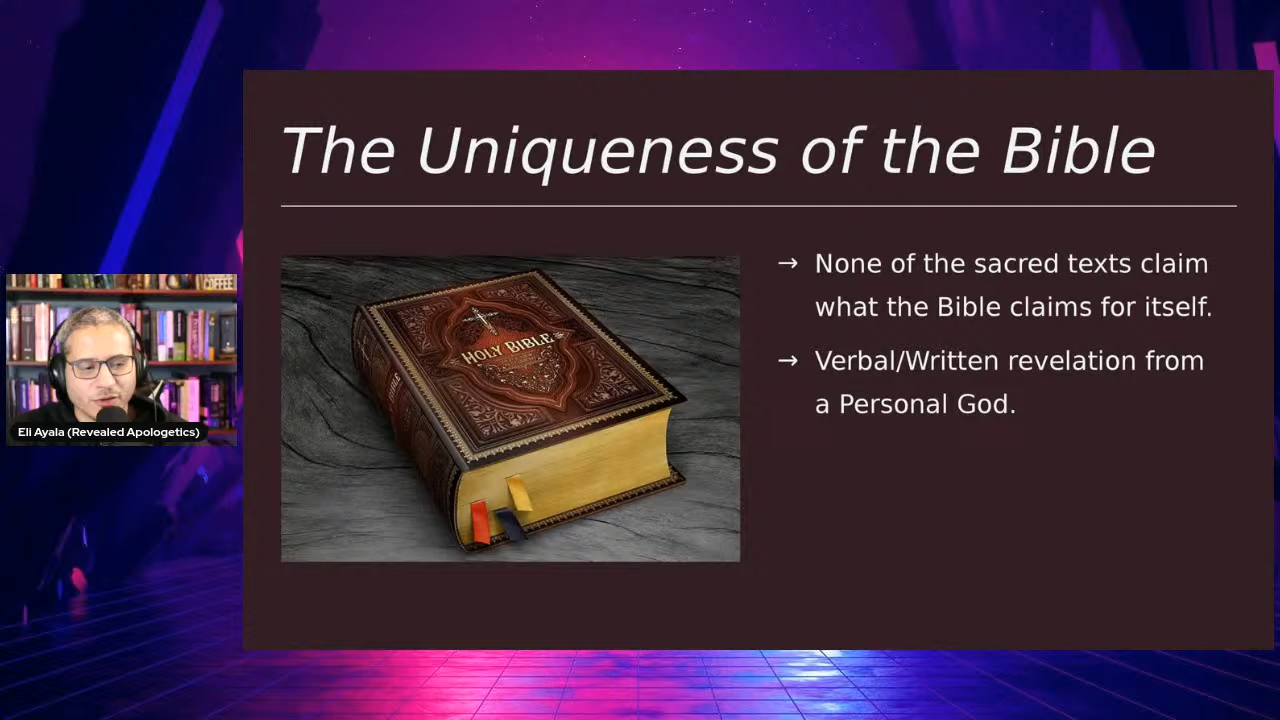 The Uniqueness of the Bible
→ None of the sacred texts claim
what the Bible claims for itself.
→ Verbal/Written revelation from
a Personal God.
HOLY BIBLE
COFFEE
Eli Ayala (Revealed Apologetics)